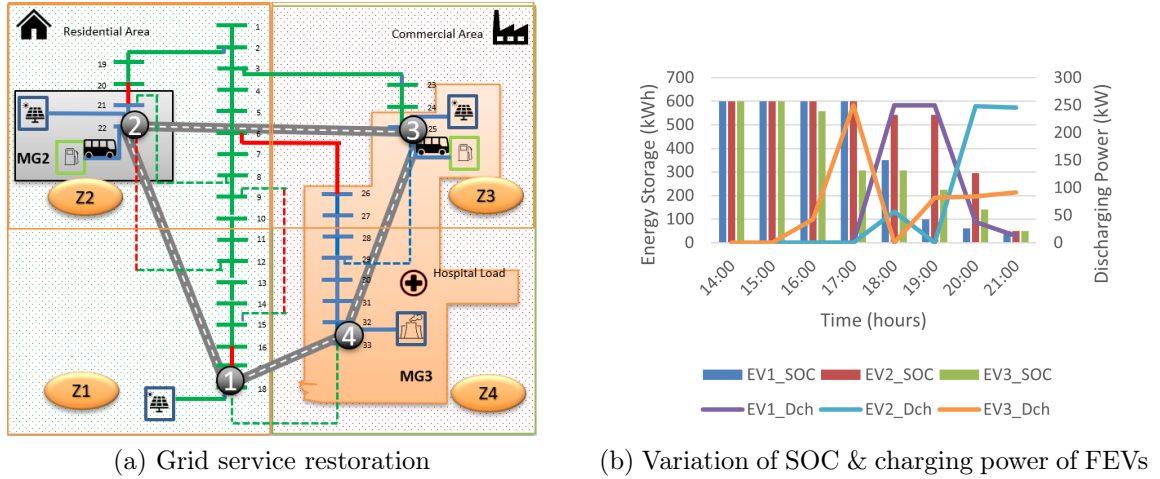 Residential Area
Commercial Area
1
2
3
4
5
6
7
8
9
10
11
12
13
14
15
16
18
19
20
21
22
23
24
25
26
27
28
29
30
31
32
33
2
3
1
4
MG2
Z2
Z3
Hospital Load
MG3
Z1
Z4
(a) Grid service restoration
700
600
500
400
300
200
100
0
Energy Storage (kWh)
300
250
200
150
100
50
0
Discharging Power (kW)
14:00
15:00
16:00
17:00
18:00
19:00
20:00
21:00
Time (hours)
EV1_SOC
EV2_SOC
EV3_SOC
EV1_Dch
EV2_Dch
EV3_Dch
(b) Variation of SOC & charging power of FEVs